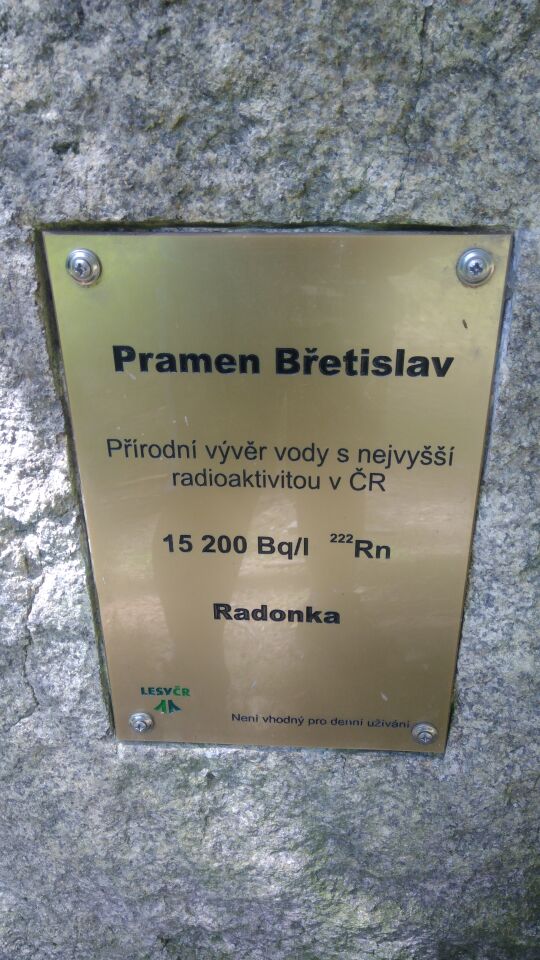 Pramen Břetislav
Přírodní vývěr vody s nejvyšší
radioaktivitou v ČR
15 200 Bq/l ²²²Rn
Radonka
LESYČR
Není vhodný pro denní užívání